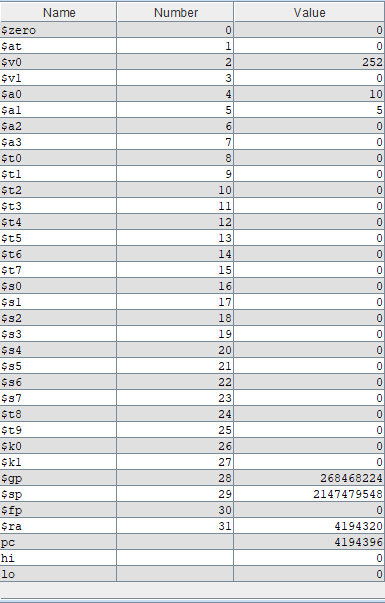 Name Number Value
$zero 0 0
$at 1 0
$v0 2 252
$v1 3 0
$a0 4 10
$a1 5 5
$a2 6 0
$a3 7 0
$t0 8 0
$t1 9 0
$t2 10 0
$t3 11 0
$t4 12 0
$t5 13 0
$t6 14 0
$t7 15 0
$s0 16 0
$s1 17 0
$s2 18 0
$s3 19 0
$s4 20 0
$s5 21 0
$s6 22 0
$s7 23 0
$t8 24 0
$t9 25 0
$k0 26 0
$k1 27 0
$gp 28 268468224
$sp 29 2147479548
$fp 30 0
$ra 31 4194320
pc 4194396
hi 0
lo 0